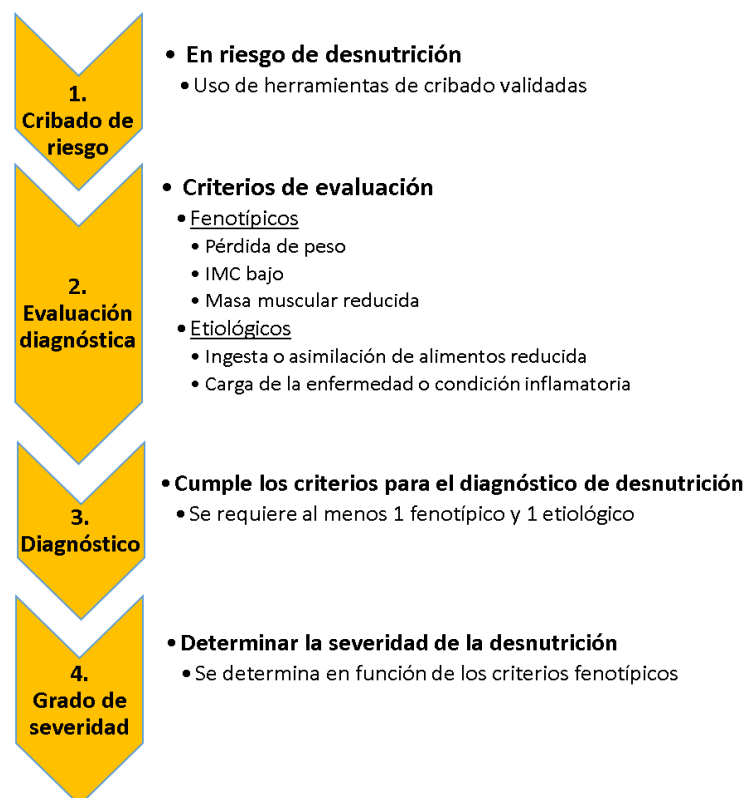 1.
Cribado de
riesgo
• En riesgo de desnutrición
• Uso de herramientas de cribado validadas
2.
Evaluación
diagnóstica
• Criterios de evaluación
• Fenotípicos
• Pérdida de peso
• IMC bajo
• Masa muscular reducida
• Etiológicos
• Ingesta o asimilación de alimentos reducida
• Carga de la enfermedad o condición inflamatoria
3.
Diagnóstico
• Cumple los criterios para el diagnóstico de desnutrición
• Se requiere al menos 1 fenotípico y 1 etiológico
4.
Grado de
severidad
• Determinar la severidad de la desnutrición
• Se determina en función de los criterios fenotípicos